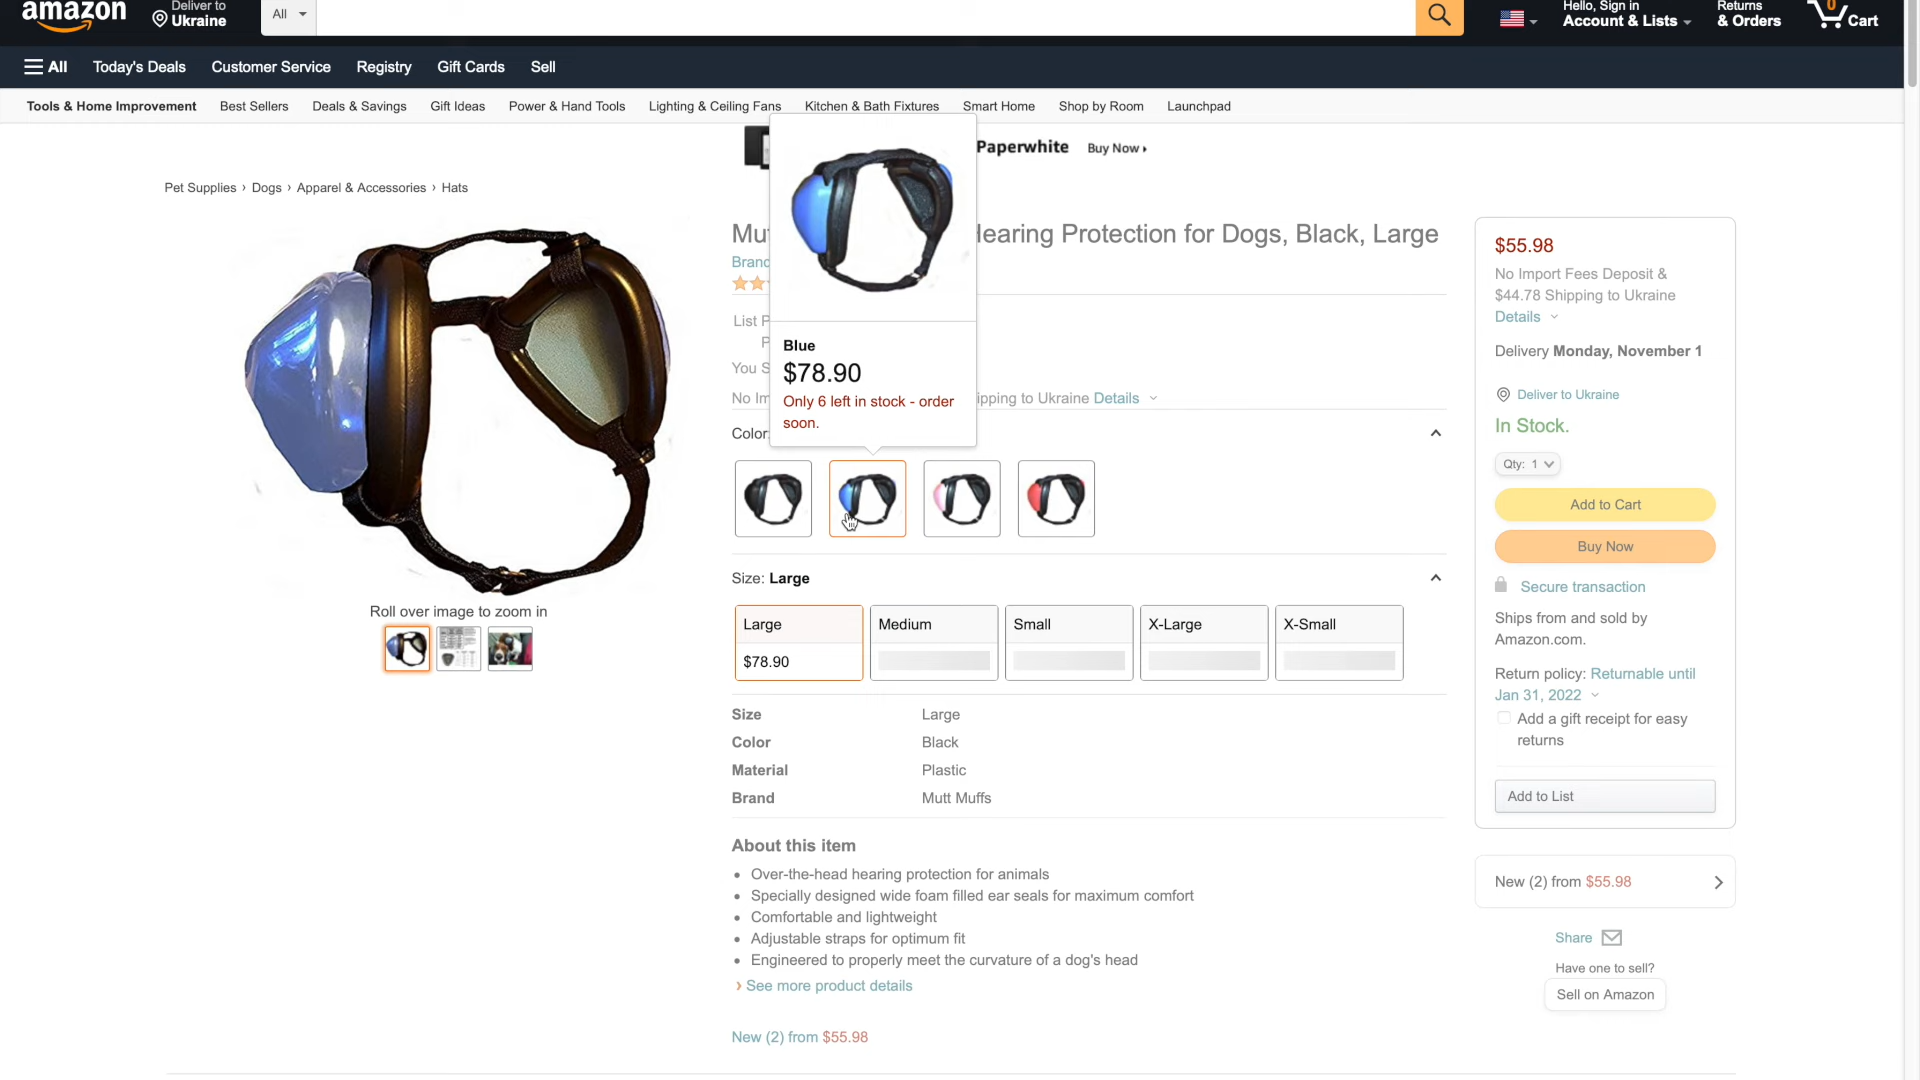 amazon
Deliver to
Ukraine
All
Hello, Sign in
Account & Lists
Returns
& Orders
0
Cart
All
Today's Deals
Customer Service
Registry
Gift Cards
Sell
Tools & Home Improvement
Best Sellers
Deals & Savings
Gift Ideas
Power & Hand Tools
Lighting & Ceiling Fans
Kitchen & Bath Fixtures
Smart Home
Shop by Room
Launchpad
Paperwhite Buy Now
Pet Supplies › Dogs › Apparel & Accessories › Hats
Roll over image to zoom in
Hearing Protection for Dogs, Black, Large
Blue
$78.90
Only 6 left in stock - order
soon.
to Ukraine Details
Color:
Size: Large
Large
$78.90
Medium
Small
X-Large
X-Small
Size Large
Color Black
Material Plastic
Brand Mutt Muffs
About this item
• Over-the-head hearing protection for animals
• Specially designed wide foam filled ear seals for maximum comfort
• Comfortable and lightweight
• Adjustable straps for optimum fit
• Engineered to properly meet the curvature of a dog's head
› See more product details
New (2) from $55.98
$55.98
No Import Fees Deposit &
$44.78 Shipping to Ukraine
Details
Delivery Monday, November 1
Deliver to Ukraine
In Stock.
Qty: 1
Add to Cart
Buy Now
Secure transaction
Ships from and sold by
Amazon.com.
Return policy: Returnable until
Jan 31, 2022
Add a gift receipt for easy
returns
Add to List
New (2) from $55.98
Share
Have one to sell?
Sell on Amazon